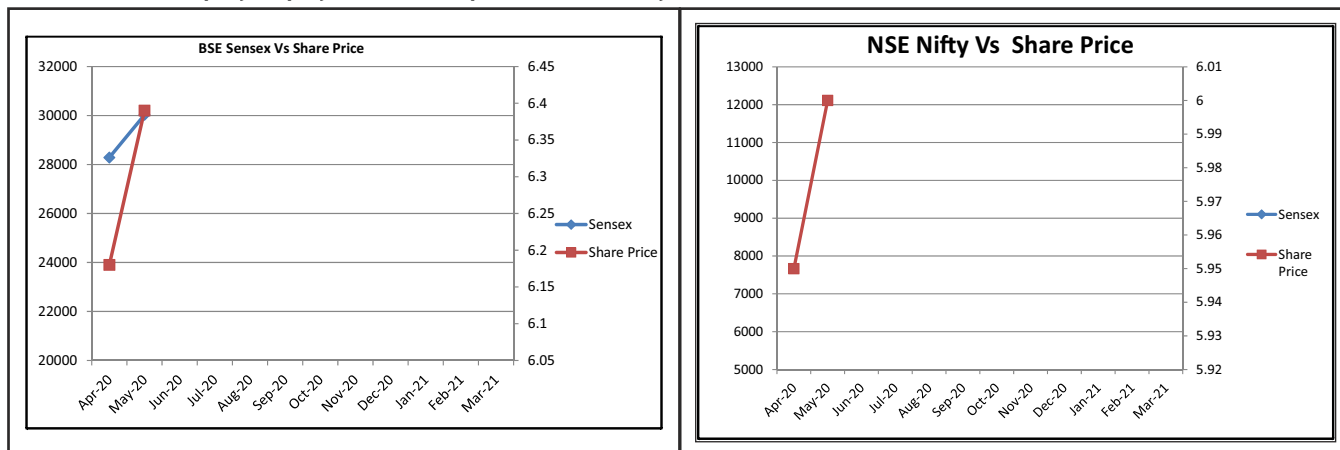 BSE Sensex Vs Share Price
32000
30000
28000
26000
24000
22000
20000
6.45
6.4
6.35
6.3
6.25
6.2
6.15
6.1
6.05
Apr-20
May-20
Jun-20
Jul-20
Aug-20
Sep-20
Oct-20
Nov-20
Dec-20
Jan-21
Feb-21
Mar-21
Sensex
Share Price
NSE Nifty Vs Share Price
13000
12000
11000
10000
9000
8000
7000
6000
5000
6.01
6
5.99
5.98
5.97
5.96
5.95
5.94
5.93
5.92
Apr-20
May-20
Jun-20
Jul-20
Aug-20
Sep-20
Oct-20
Nov-20
Dec-20
Jan-21
Feb-21
Mar-21
Sensex
Share
Price